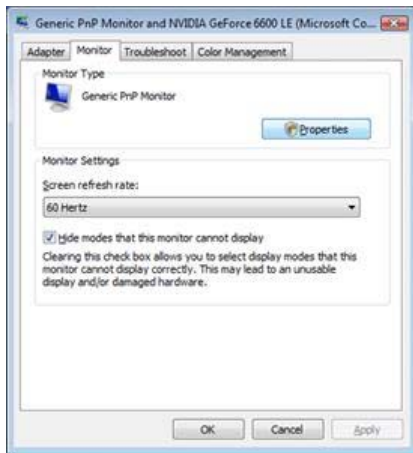 Generic PnP Monitor and NVIDIA GeForce 6600 LE (Microsoft Co...
Adapter Monitor Troubleshoot Color Management
Monitor Type
Generic PnP Monitor
Properties
Monitor Settings
Screen refresh rate:
60 Hertz
Hide modes that this monitor cannot display
Clearing this check box allows you to select display modes that this
monitor cannot display correctly. This may lead to an unusable
display and/or damaged hardware.
OK Cancel Apply